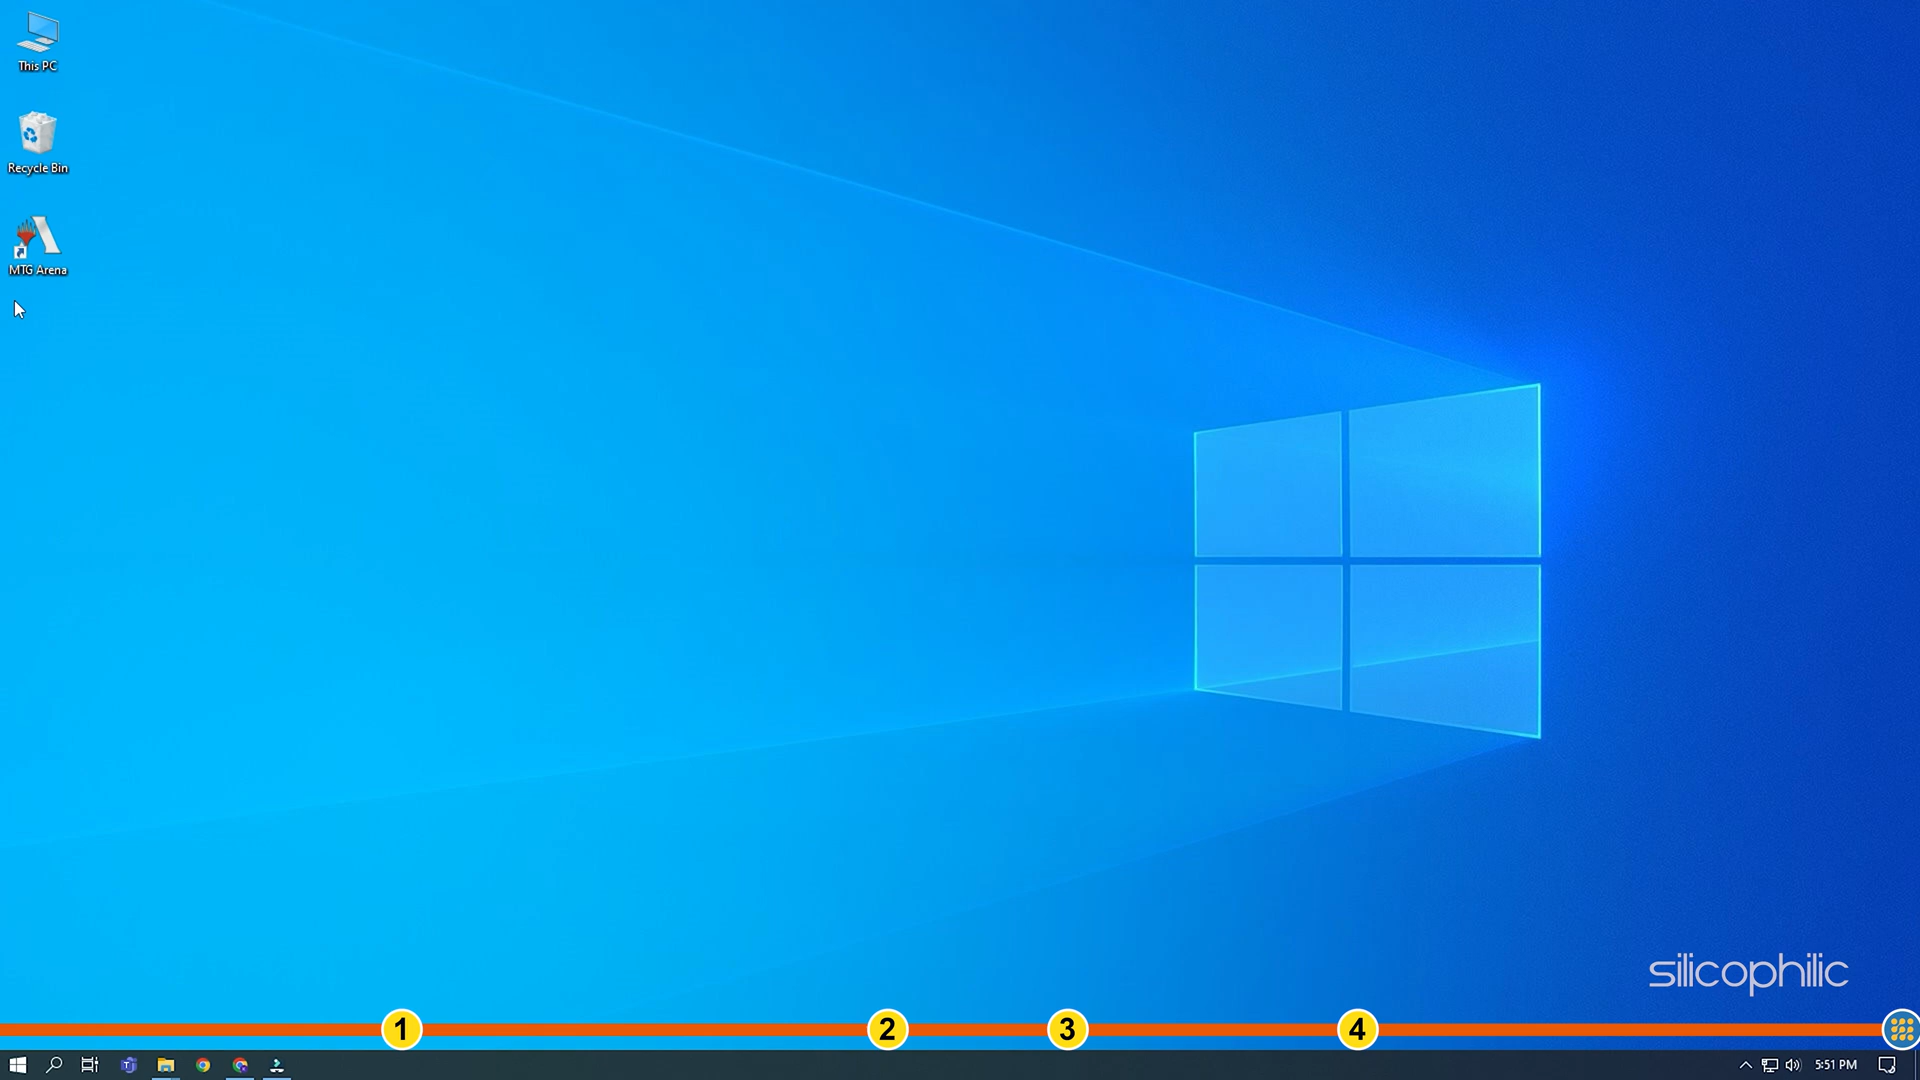 This PC
Recycle Bin
MTG Arena
silicophilic
1
2
3
4
5:51 PM